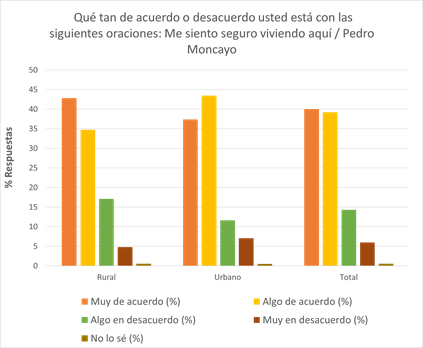 Qué tan de acuerdo o desacuerdo usted está con las
siguientes oraciones: Me siento seguro viviendo aquí / Pedro
Moncayo
% Respuestas
50
45
40
35
30
25
20
15
10
5
0
Rural Urbano Total
Muy de acuerdo (%) Algo de acuerdo (%)
Algo en desacuerdo (%) Muy en desacuerdo (%)
No lo sé (%)